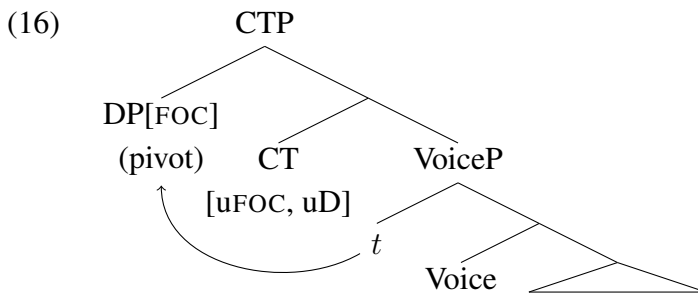 (16) CTP
DP[FOC]
(pivot) CT VoiceP
[uFOC, uD]
t
Voice